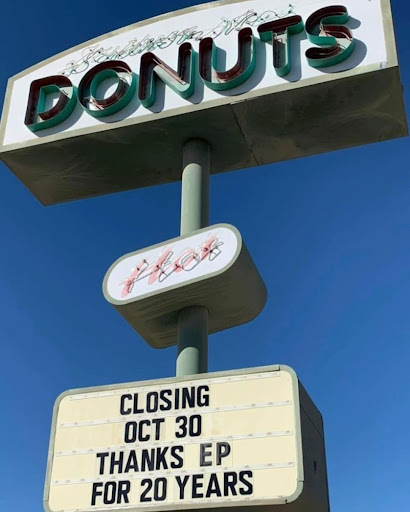 DONUTS
Hot
CLOSING
OCT 30
THANKS EP
FOR 20 YEARS